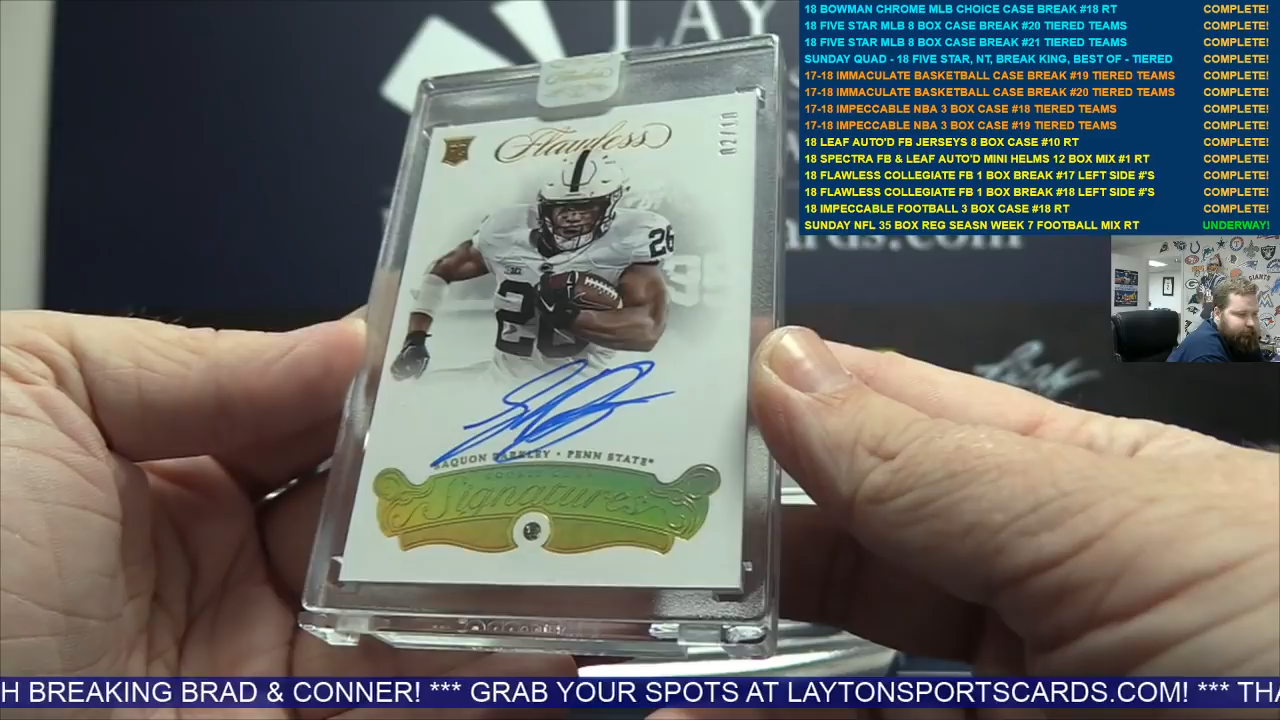 18 BOWMAN CHROME MLB CHOICE CASE BREAK #18 RT COMPLETE!
18 FIVE STAR MLB 8 BOX CASE BREAK #20 TIERED TEAMS COMPLETE!
18 FIVE STAR MLB 8 BOX CASE BREAK #21 TIERED TEAMS COMPLETE!
SUNDAY QUAD - 18 FIVE STAR, NT, BREAK KING, BEST OF - TIERED COMPLETE!
17-18 IMMACULATE BASKETBALL CASE BREAK #19 TIERED TEAMS COMPLETE!
17-18 IMMACULATE BASKETBALL CASE BREAK #20 TIERED TEAMS COMPLETE!
17-18 IMPECCABLE NBA 3 BOX CASE #18 TIERED TEAMS COMPLETE!
17-18 IMPECCABLE NBA 3 BOX CASE #19 TIERED TEAMS COMPLETE!
18 LEAF AUTO'D FB JERSEYS 8 BOX CASE #10 RT COMPLETE!
18 SPECTRA FB & LEAF AUTO'D MINI HELMS 12 BOX MIX #1 RT COMPLETE!
18 FLAWLESS COLLEGIATE FB 1 BOX BREAK #17 LEFT SIDE #'S COMPLETE!
18 FLAWLESS COLLEGIATE FB 1 BOX BREAK #18 LEFT SIDE #'S COMPLETE!
18 IMPECCABLE FOOTBALL 3 BOX CASE #18 RT COMPLETE!
SUNDAY NFL 35 BOX REG SEASN WEEK 7 FOOTBALL MIX RT UNDERWAY!
LAY
ards.com
Flawless
02/10
26
26
SAQUON BARKLEY • PENN STATE®
Signatures
H BREAKING BRAD & CONNER! *** GRAB YOUR SPOTS AT LAYTONSPORTSCARDS.COM! *** THA